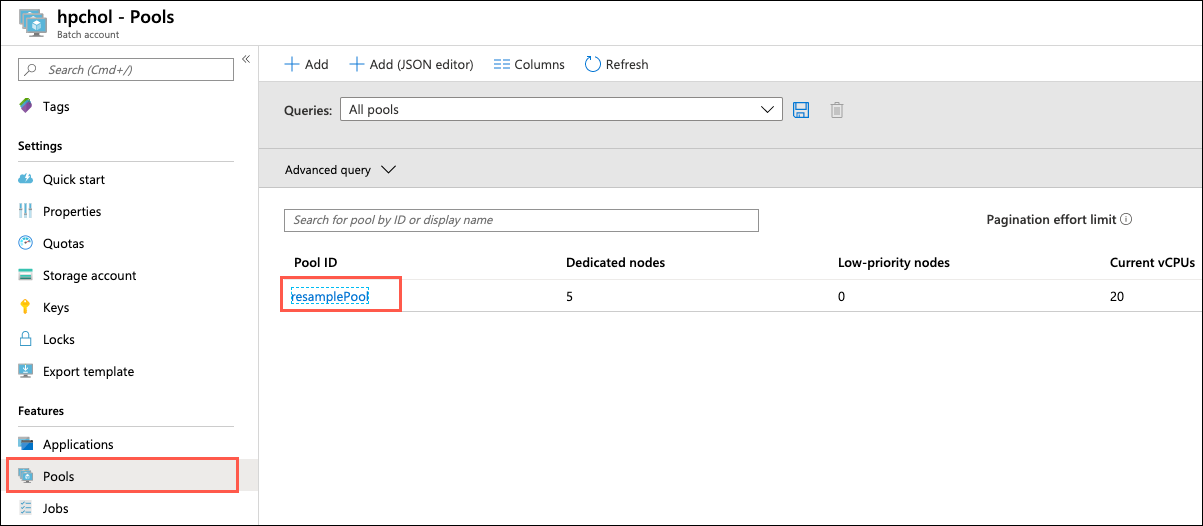 hpchol - Pools
Batch account
Search (Cmd+/)
Tags
Settings
Quick start
Properties
Quotas
Storage account
Keys
Locks
Export template
Features
Applications
Pools
Jobs
Add Add (JSON editor) Columns Refresh
Queries: All pools
Advanced query
Search for pool by ID or display name Pagination effort limit
Pool ID Dedicated nodes Low-priority nodes Current vCPUs
resamplePool 5 0 20